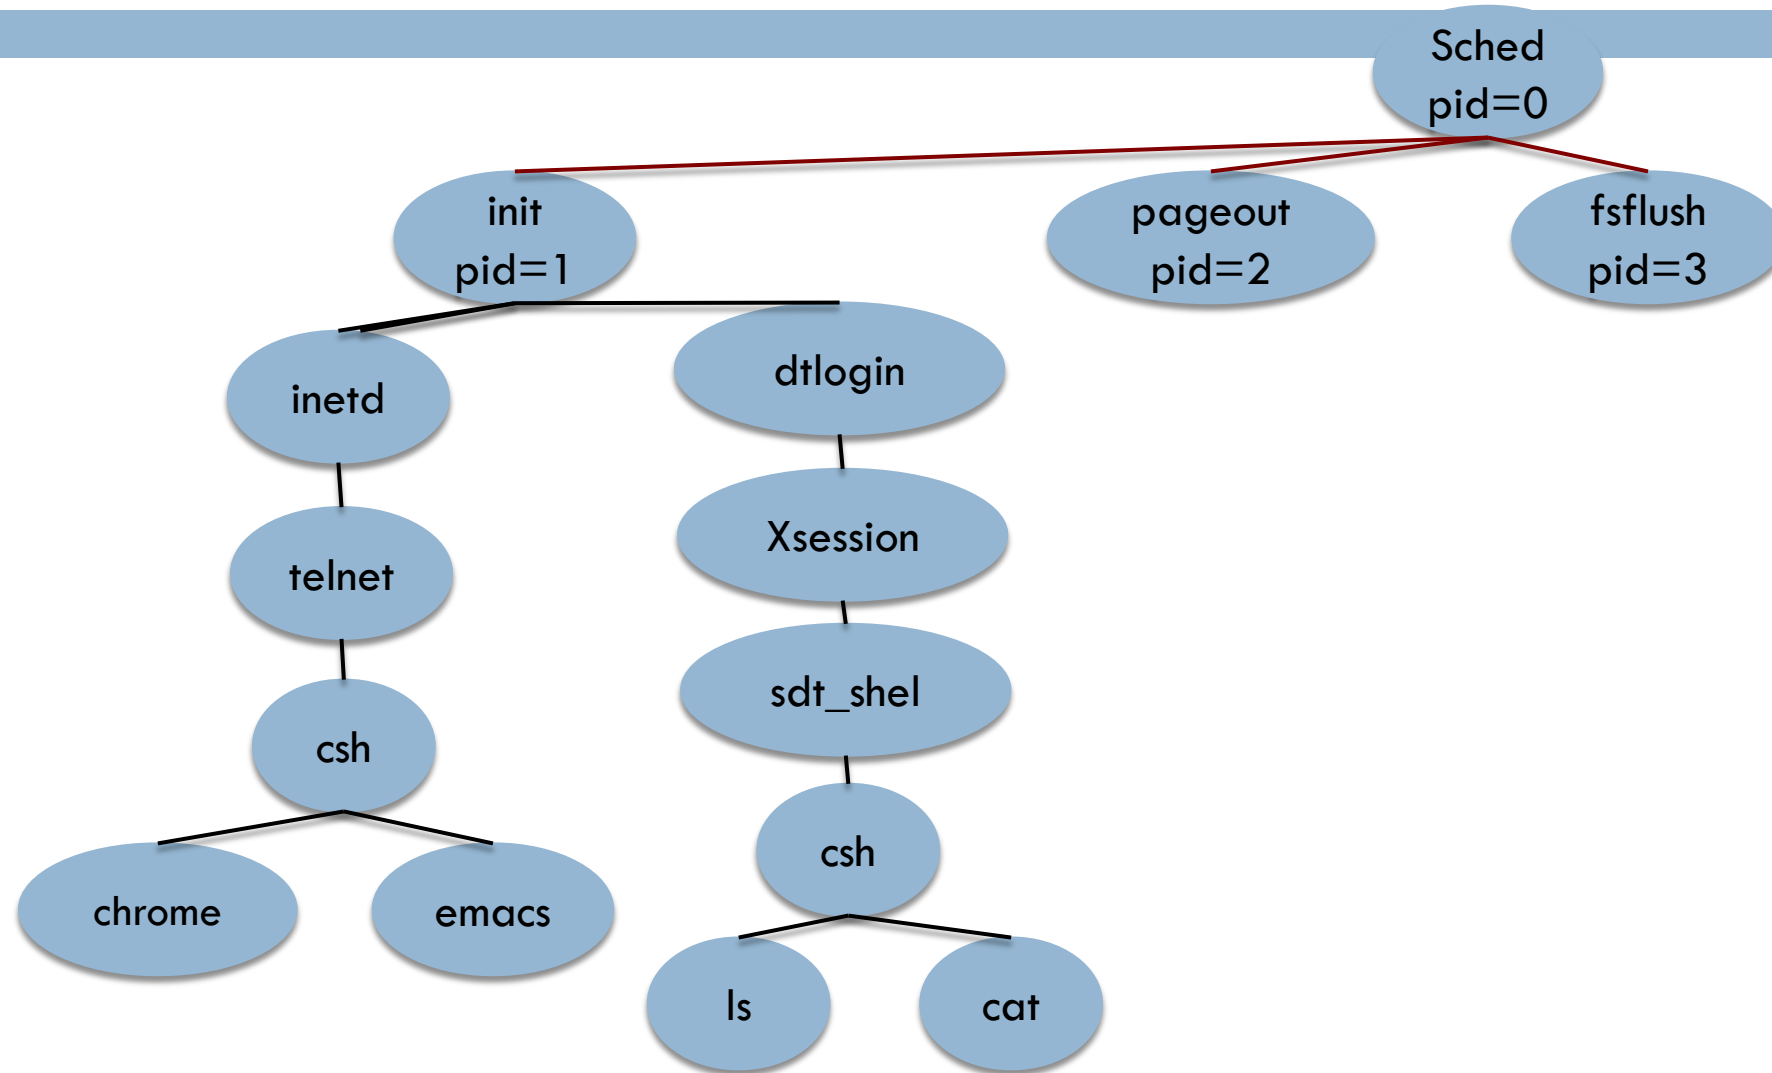 Sched
pid=0
init
pid=1
pageout
pid=2
fsflush
pid=3
inetd
dtlogin
Xsession
telnet
sdt_shel
csh
csh
chrome
emacs
ls
cat